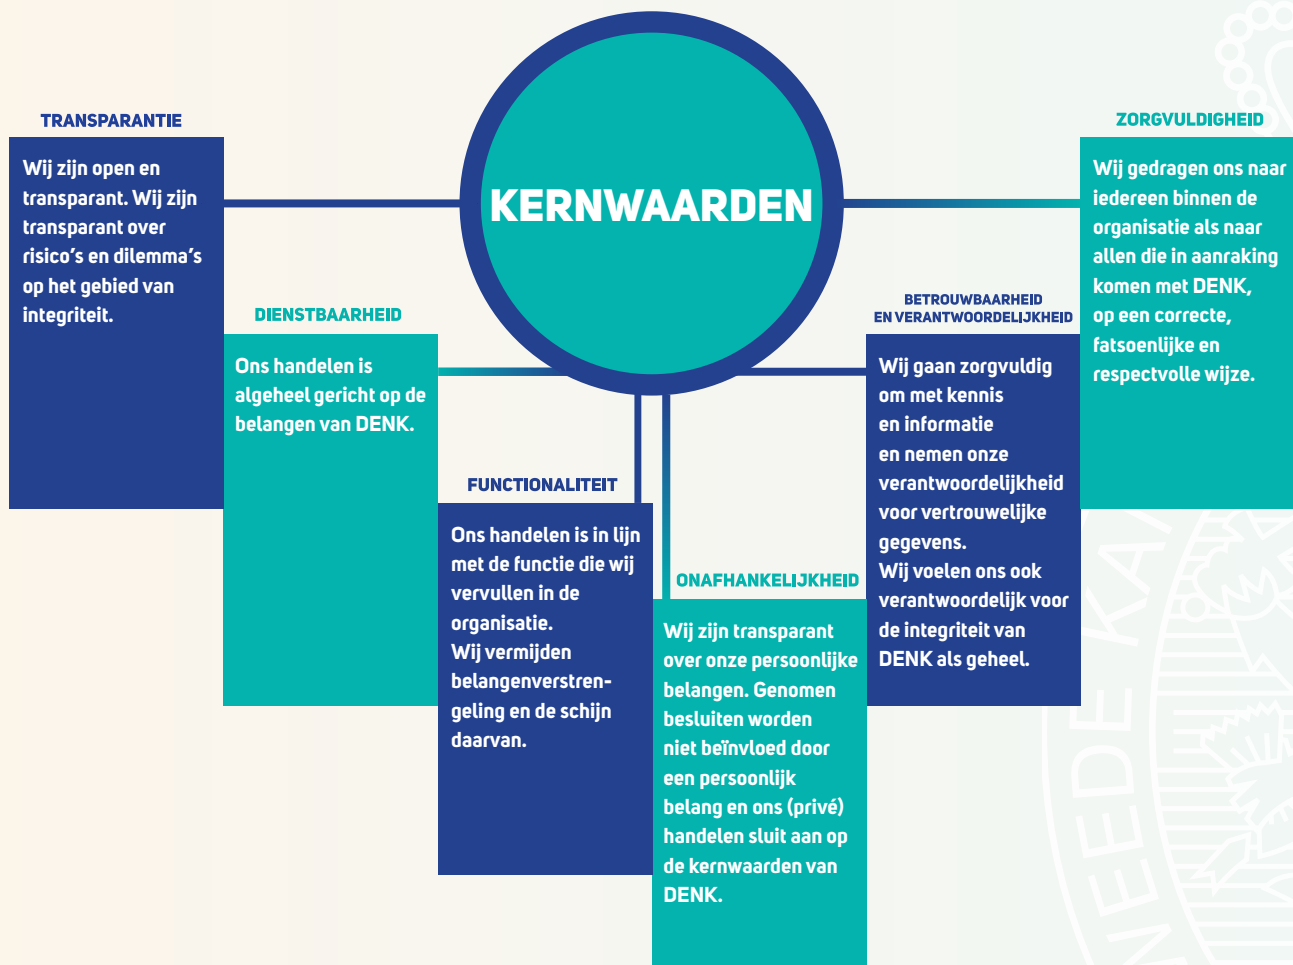 KERNWAARDEN
TRANSPARANTIE
Wij zijn open en
transparant. Wij zijn
transparant over
risico's en dilemma's
op het gebied van
integriteit.
DIENSTBAARHEID
Ons handelen is
algeheel gericht op de
belangen van DENK.
FUNCTIONALITEIT
Ons handelen is in lijn
met de functie die wij
vervullen in de
organisatie.
Wij vermijden
belangenverstren-
geling en de schijn
daarvan.
ONAFHANKELIJKHEID
Wij zijn transparant
over onze persoonlijke
belangen. Genomen
besluiten worden
niet beïnvloed door
een persoonlijk
belang en ons (privé)
handelen sluit aan op
de kernwaarden van
DENK.
BETROUWBAARHEID
EN VERANTWOORDELIJKHEID
Wij gaan zorgvuldig
om met kennis
en informatie
en nemen onze
verantwoordelijkheid
voor vertrouwelijke
gegevens.
Wij voelen ons ook
verantwoordelijk voor
de integriteit van
DENK als geheel.
ZORGVULDIGHEID
Wij gedragen ons naar
iedereen binnen de
organisatie als naar
allen die in aanraking
komen met DENK,
op een correcte,
fatsoenlijke en
respectvolle wijze.